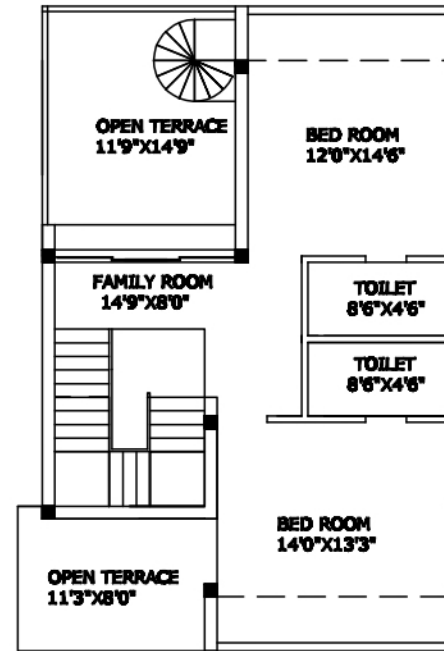 OPEN TERRACE
11'9"X14'9"
BED ROOM
12'0"X14'6"
FAMILY ROOM
14'9"X8'0"
TOILET
8'6"X4'6"
TOILET
8'6"X4'6"
BED ROOM
14'0"X13'3"
OPEN TERRACE
11'3"X8'0"